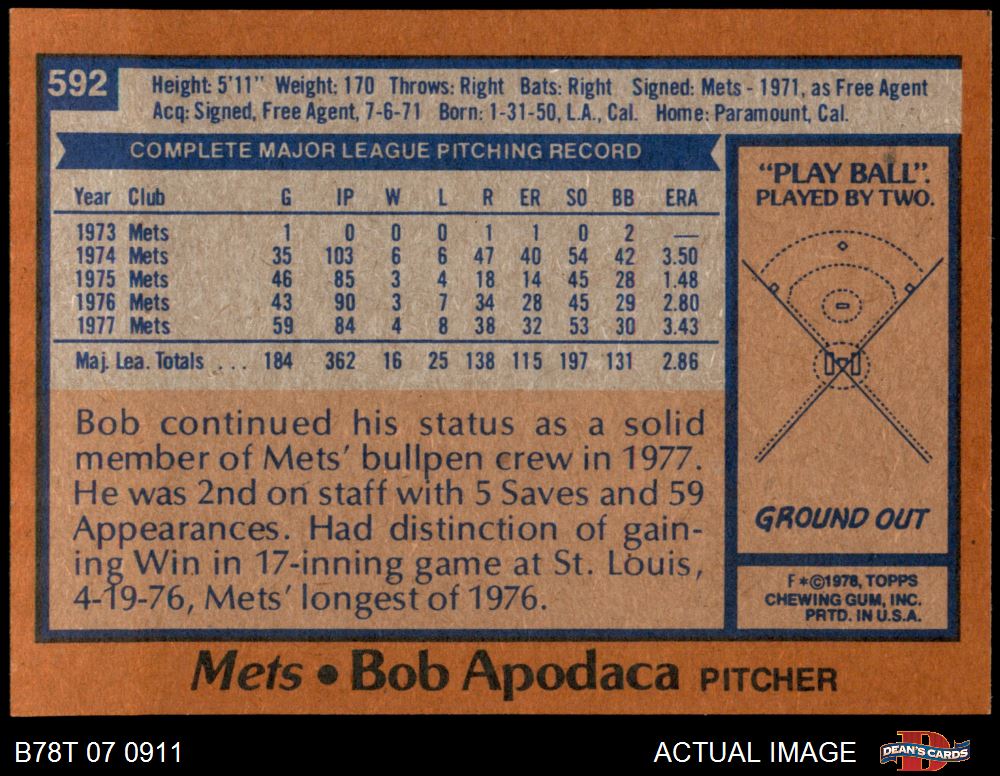 592
Height: 5'11" Weight: 170 Throws: Right Bats: Right Signed: Mets - 1971, as Free Agent
Acq: Signed, Free Agent, 7-6-71 Born: 1-31-50, L.A., Cal. Home: Paramount, Cal.
COMPLETE MAJOR LEAGUE PITCHING RECORD
Year Club G IP W L R ER SO BB ERA
1973 Mets 1 0 0 0 1 1 0 2 —
1974 Mets 35 103 6 6 47 40 54 42 3.50
1975 Mets 46 85 3 4 18 14 45 28 1.48
1976 Mets 43 90 3 7 34 28 45 29 2.80
1977 Mets 59 84 4 8 38 32 53 30 3.43
Maj. Lea. Totals . . . 184 362 16 25 138 115 197 131 2.86
Bob continued his status as a solid
member of Mets' bullpen crew in 1977.
He was 2nd on staff with 5 Saves and 59
Appearances. Had distinction of gain-
ing Win in 17-inning game at St. Louis,
4-19-76, Mets' longest of 1976.
"PLAY BALL".
PLAYED BY TWO.
GROUND OUT
F*©1978, TOPPS
CHEWING GUM, INC.
PRTD. IN U.S.A.
Mets • Bob Apodaca PITCHER
B78T 07 0911
ACTUAL IMAGE
DEAN'S CARDS